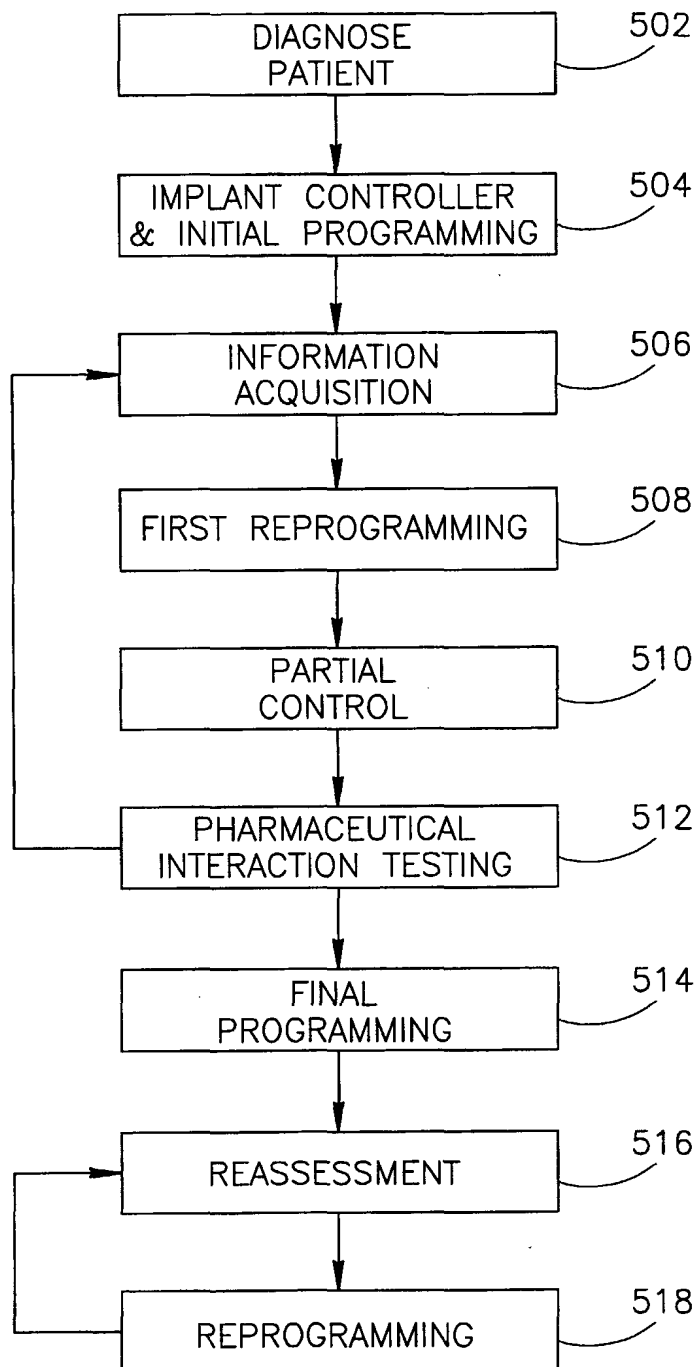 DIAGNOSE
PATIENT
502
IMPLANT CONTROLLER
& INITIAL PROGRAMMING
504
INFORMATION
ACQUISITION
506
FIRST REPROGRAMMING
508
PARTIAL
CONTROL
510
PHARMACEUTICAL
INTERACTION TESTING
512
FINAL
PROGRAMMING
514
REASSESSMENT
516
REPROGRAMMING
518